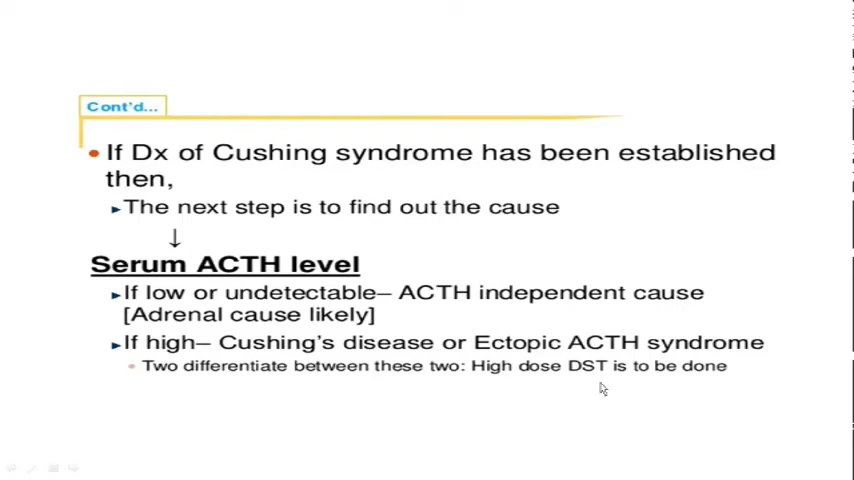 Cont'd...
• If Dx of Cushing syndrome has been established
then,
►The next step is to find out the cause
↓
Serum ACTH level
►If low or undetectable– ACTH independent cause
[Adrenal cause likely]
►If high– Cushing's disease or Ectopic ACTH syndrome
• Two differentiate between these two: High dose DST is to be done